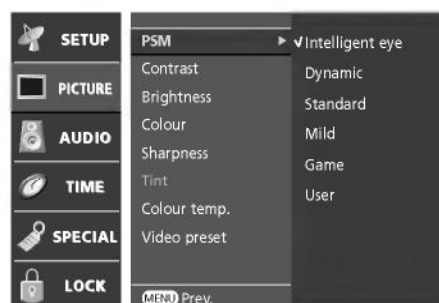 SETUP
PICTURE
AUDIO
TIME
SPECIAL
LOCK
PSM
Contrast
Brightness
Colour
Sharpness
Tint
Colour temp.
Video preset
MENU Prev.
Intelligent eye
Dynamic
Standard
Mild
Game
User